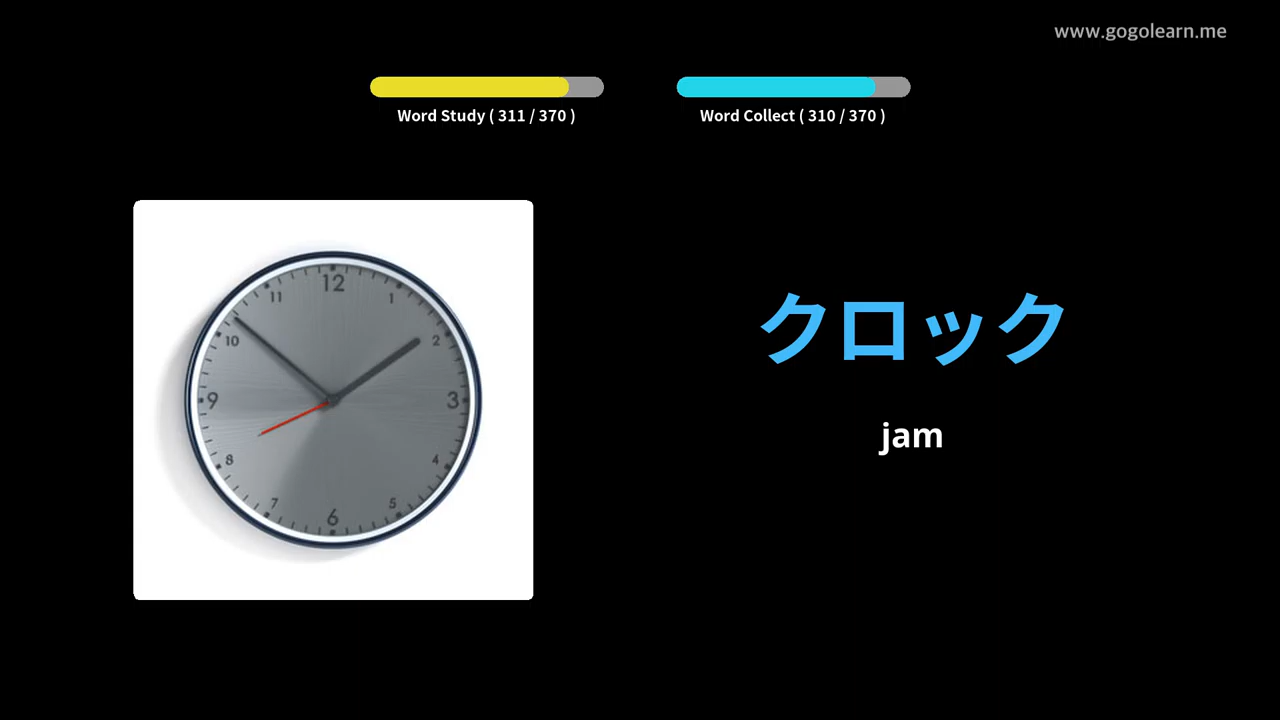 www.gogolearn.me
Word Study ( 311 / 370 )
Word Collect ( 310 / 370 )
12
11
1
10
2
9
3
8
4
7
5
6
クロック
jam